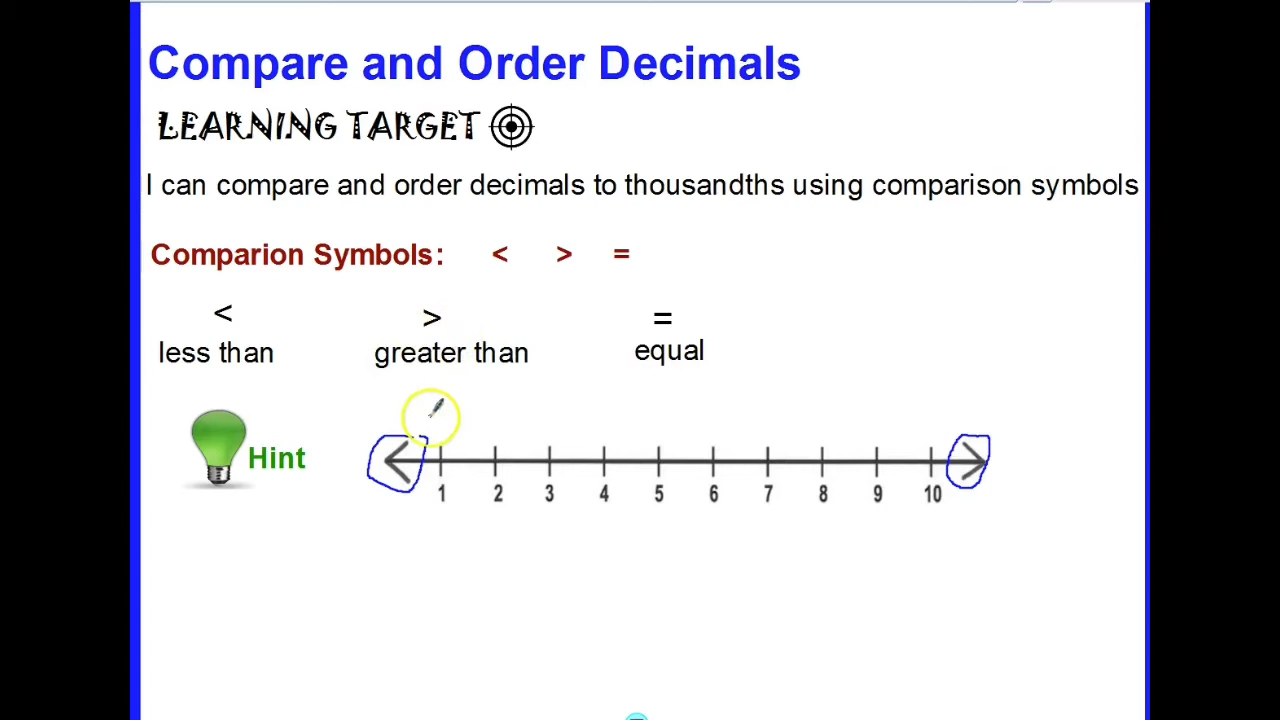 Compare and Order Decimals
LEARNING TARGET
I can compare and order decimals to thousandths using comparison symbols
Comparion Symbols: < > =
< > =
less than greater than equal
Hint
1 2 3 4 5 6 7 8 9 10